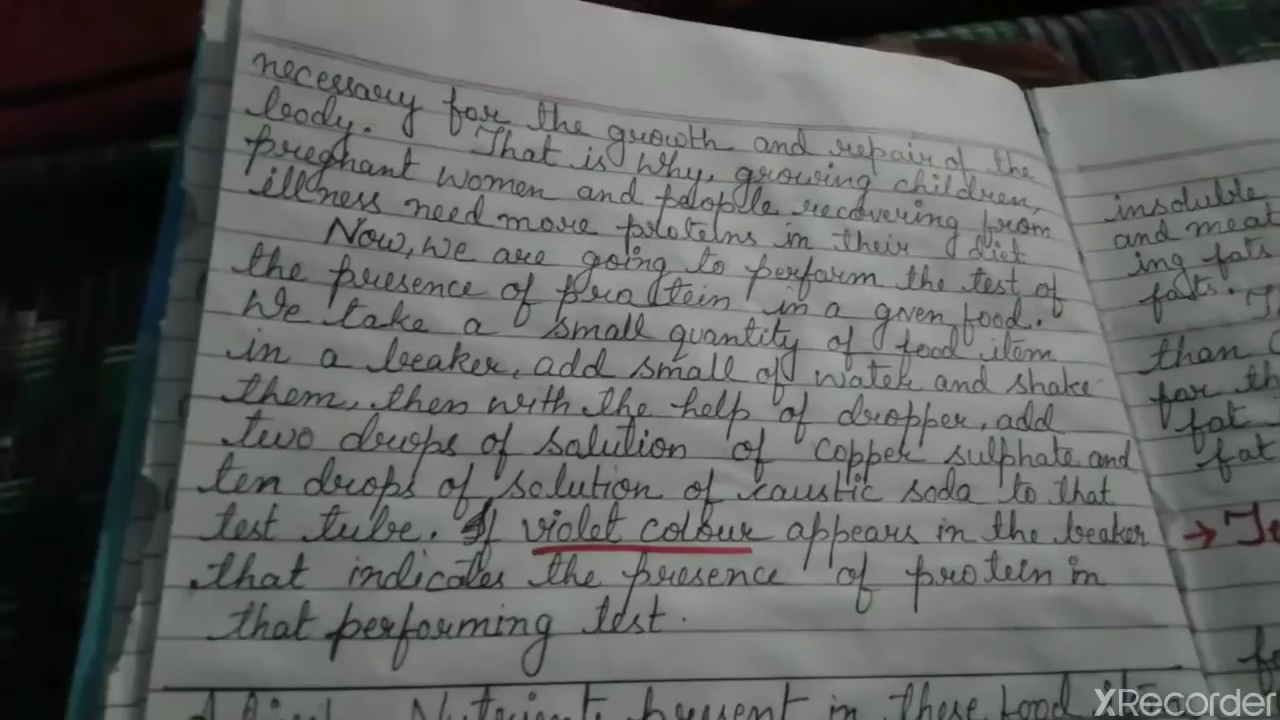 necessary for the growth and repair of the
body. That is why, growing children,
pregnant women and people recovering from
illness need more proteins in their diet
Now, we are going to perform the test of
the presence of protein in a given food.
We take a small quantity of food item
in a beaker, add small of water and shake
them, then with the help of dropper, add
two drops of solution of copper sulphate and
ten drops of solution of caustic soda to that
test tube. If violet colour appears in the beaker
that indicates the presence of protein in
that performing test.
Nutrient present in these food
insoluble
and meat
ing fats
fats.
than
for th
fat
fat
→
XRecorder